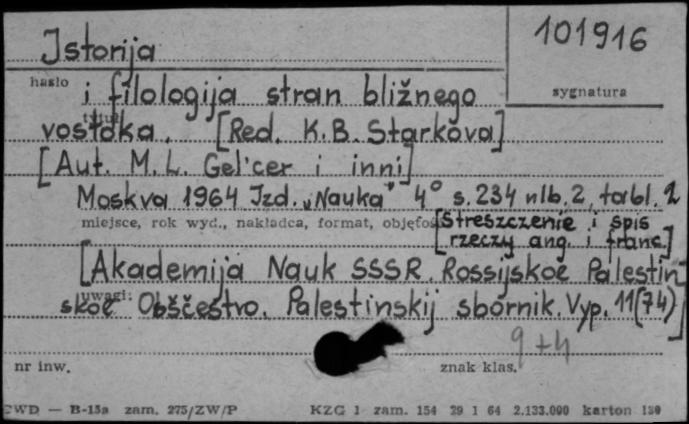 Istorija
101916
hasło
i filologija stran bližnego
sygnatura
tytuł
vostoka. [Red. K.B. Starkova]
[Aut. M.L. Gel'cer i inni]
Moskva 1964 Izd. „Nauka" 4° s. 234 nlb. 2, tabl. 2
miejsce, rok wyd., nakładca, format, objętość
[Streszczenie i spis
rzeczy ang. i franc.]
[Akademija Nauk SSSR. Rossijskoe Palestin
uwagi:
skoe Obščestvo. Palestinskij sbornik. Vyp. 11(74)]
9+4
nr inw.
znak klas.
CWD — B-15a zam. 275/ZW/P KZG 1 zam. 154 29 1 64 2.133.000 karton 180